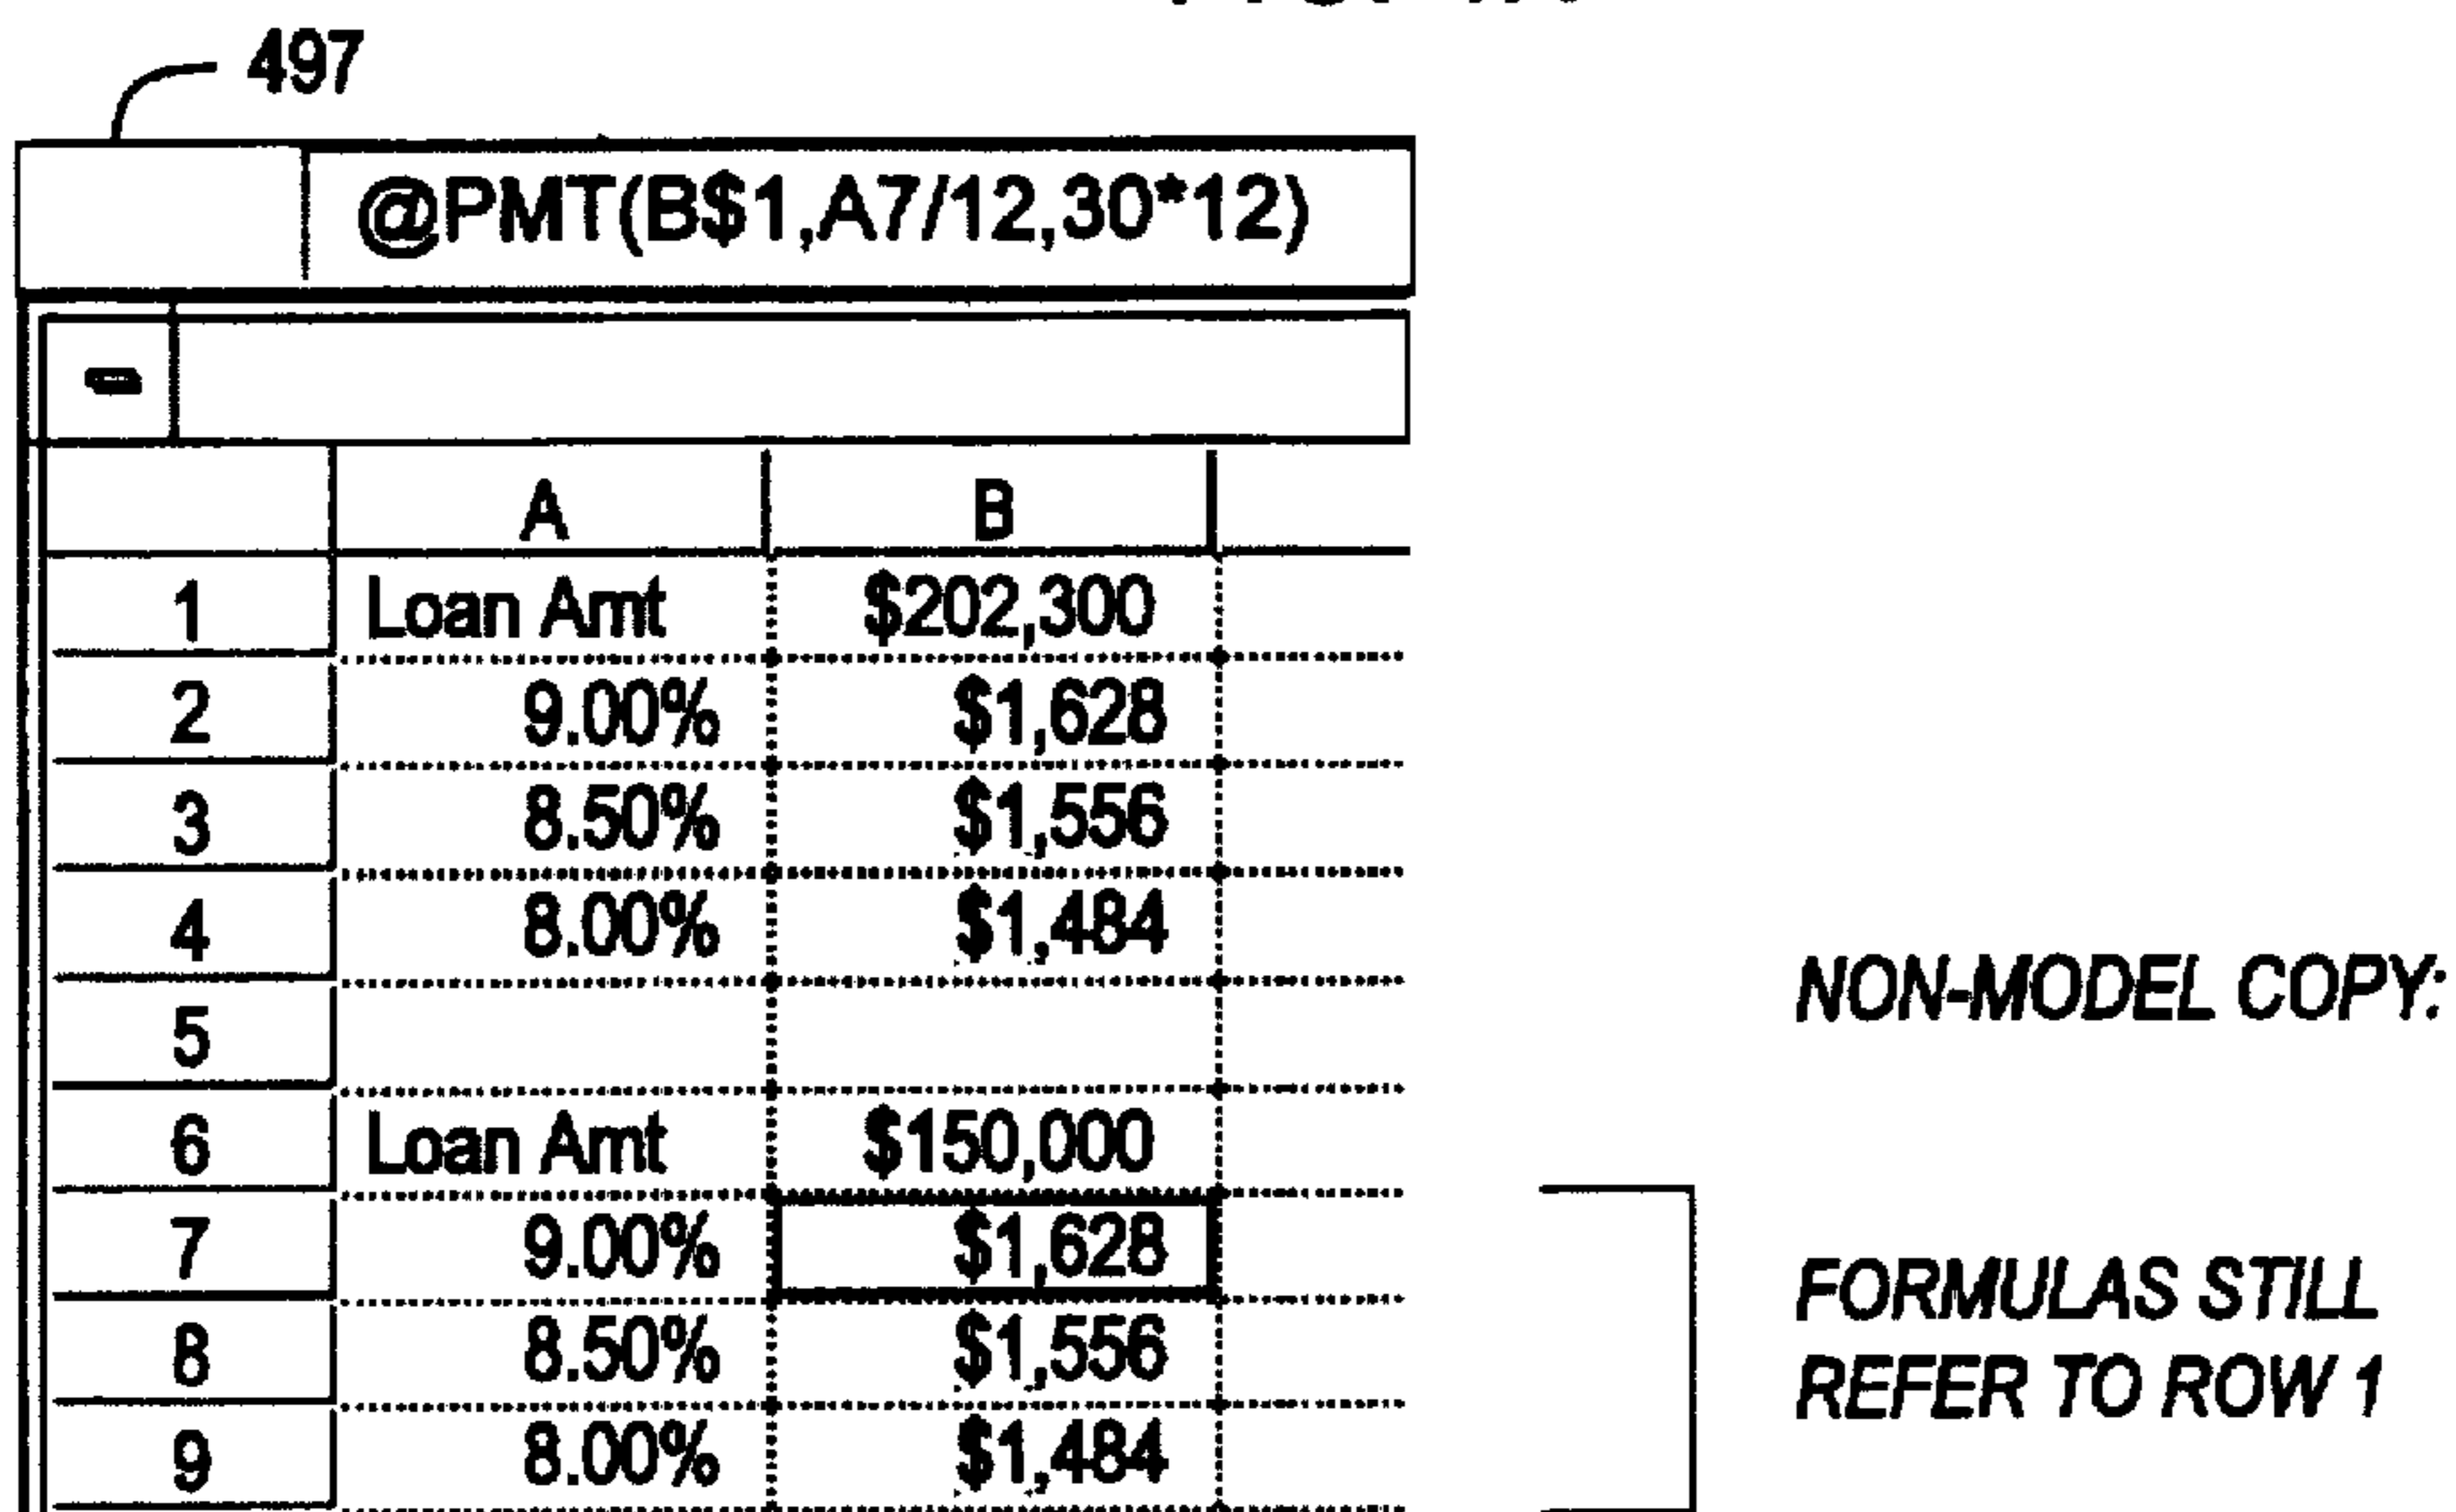 497
@PMT(B$1,A7/12,30*12)
A B
1 Loan Amt $202,300
2 9.00% $1,628
3 8.50% $1,556
4 8.00% $1,484
5
6 Loan Amt $150,000
7 9.00% $1,628
8 8.50% $1,556
9 8.00% $1,484
NON-MODEL COPY:
FORMULAS STILL
REFER TO ROW 1